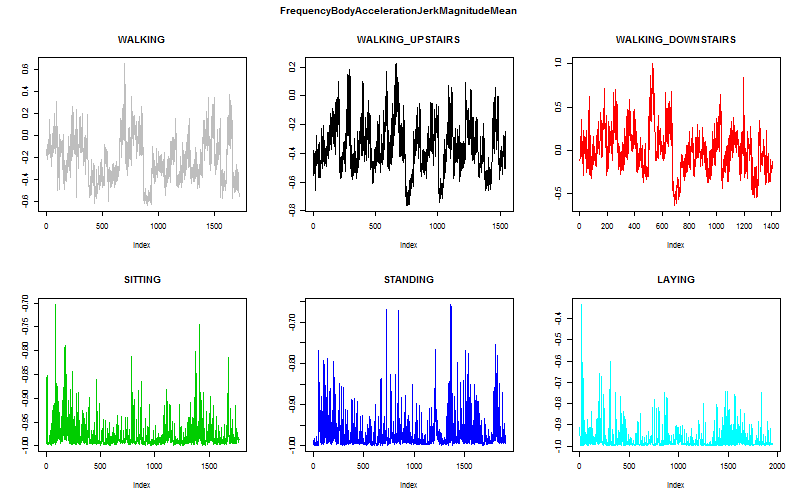 FrequencyBodyAccelerationJerkMagnitudeMean
WALKING
WALKING_UPSTAIRS
WALKING_DOWNSTAIRS
0.6
0.4
0.2
0.0
-0.2
-0.4
-0.6
0 500 1000 1500
Index
0.2
0.0
-0.2
-0.4
-0.6
-0.8
0 500 1000 1500
Index
1.0
0.5
0.0
-0.5
0 200 400 600 800 1000 1200 1400
Index
SITTING
STANDING
LAYING
-0.70
-0.75
-0.80
-0.85
-0.90
-0.95
-1.00
0 500 1000 1500
Index
-0.70
-0.80
-0.90
-1.00
0 500 1000 1500
Index
-0.4
-0.5
-0.6
-0.7
-0.8
-0.9
-1.0
0 500 1000 1500 2000
Index